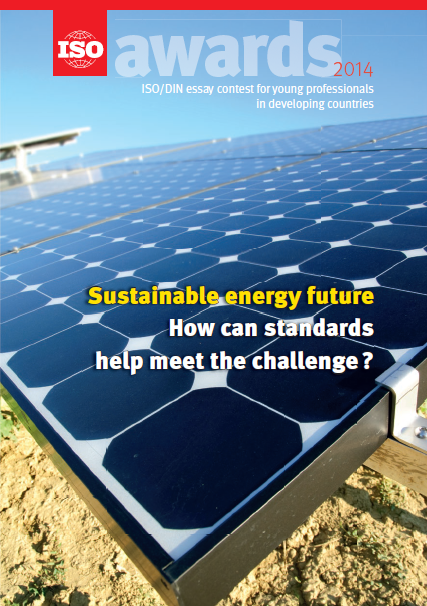 ISO
awards
2014
ISO/DIN essay contest for young professionals
in developing countries
Sustainable energy future
How can standards
help meet the challenge ?